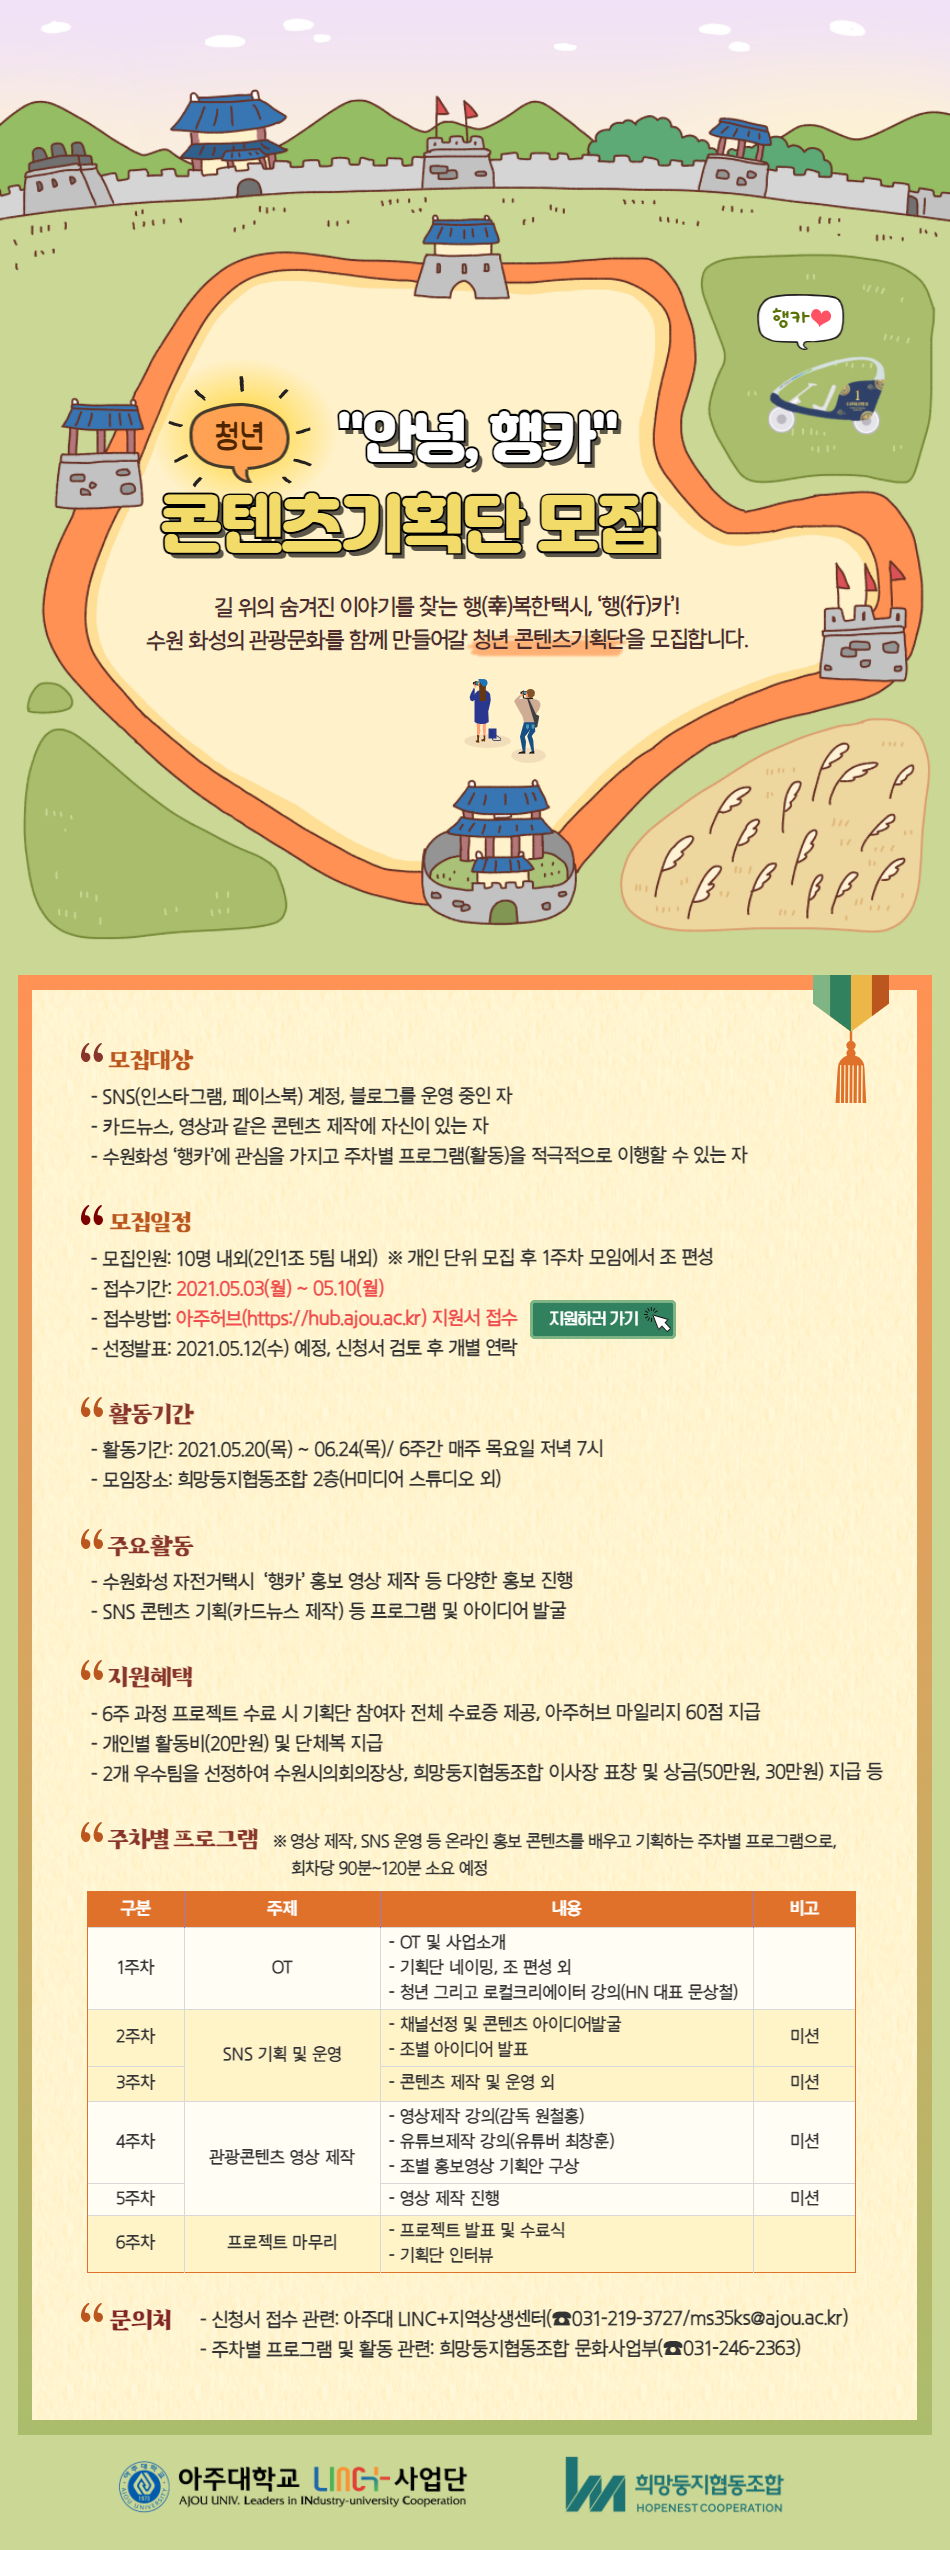 행카
청년
"안녕, 행카"
콘텐츠기획단 모집
길 위의 숨겨진 이야기를 찾는 행(幸)복한택시, ‘행(行)카’!
수원 화성의 관광문화를 함께 만들어갈 청년 콘텐츠기획단을 모집합니다.
“모집대상
- SNS(인스타그램, 페이스북) 계정, 블로그를 운영 중인 자
- 카드뉴스, 영상과 같은 콘텐츠 제작에 자신이 있는 자
- 수원화성 ‘행카’에 관심을 가지고 주차별 프로그램(활동)을 적극적으로 이행할 수 있는 자
“모집일정
- 모집인원: 10명 내외(2인1조 5팀 내외) ※ 개인 단위 모집 후 1주차 모임에서 조 편성
- 접수기간: 2021.05.03(월) ~ 05.10(월)
- 접수방법: 아주허브(https://hub.ajou.ac.kr) 지원서 접수 지원하러 가기
- 선정발표: 2021.05.12(수) 예정, 신청서 검토 후 개별 연락
“활동기간
- 활동기간: 2021.05.20(목) ~ 06.24(목)/ 6주간 매주 목요일 저녁 7시
- 모임장소: 희망둥지협동조합 2층(H미디어 스튜디오 외)
“주요활동
- 수원화성 자전거택시 ‘행카’ 홍보 영상 제작 등 다양한 홍보 진행
- SNS 콘텐츠 기획(카드뉴스 제작) 등 프로그램 및 아이디어 발굴
“지원혜택
- 6주 과정 프로젝트 수료 시 기획단 참여자 전체 수료증 제공, 아주허브 마일리지 60점 지급
- 개인별 활동비(20만원) 및 단체복 지급
- 2개 우수팀을 선정하여 수원시의회의장상, 희망둥지협동조합 이사장 표창 및 상금(50만원, 30만원) 지급 등
“주차별 프로그램 ※ 영상 제작, SNS 운영 등 온라인 홍보 콘텐츠를 배우고 기획하는 주차별 프로그램으로,
회차당 90분~120분 소요 예정
구분 주제 내용 비고
1주차 OT
- OT 및 사업소개
- 기획단 네이밍, 조 편성 외
- 청년 그리고 로컬크리에이터 강의(HN 대표 문상철)
2주차 SNS 기획 및 운영
- 채널선정 및 콘텐츠 아이디어발굴
- 조별 아이디어 발표
미션
3주차 - 콘텐츠 제작 및 운영 외 미션
4주차 관광콘텐츠 영상 제작
- 영상제작 강의(감독 원철홍)
- 유튜브제작 강의(유튜버 최창훈)
- 조별 홍보영상 기획안 구상
미션
5주차 - 영상 제작 진행 미션
6주차 프로젝트 마무리
- 프로젝트 발표 및 수료식
- 기획단 인터뷰
“문의처 - 신청서 접수 관련: 아주대 LINC+지역상생센터(☎031-219-3727/ms35ks@ajou.ac.kr)
- 주차별 프로그램 및 활동 관련: 희망둥지협동조합 문화사업부(☎031-246-2363)
아주대학교 LINC+ 사업단
AJOU UNIV. Leaders in INdustry-university Cooperation
희망둥지협동조합
HOPENEST COOPERATION